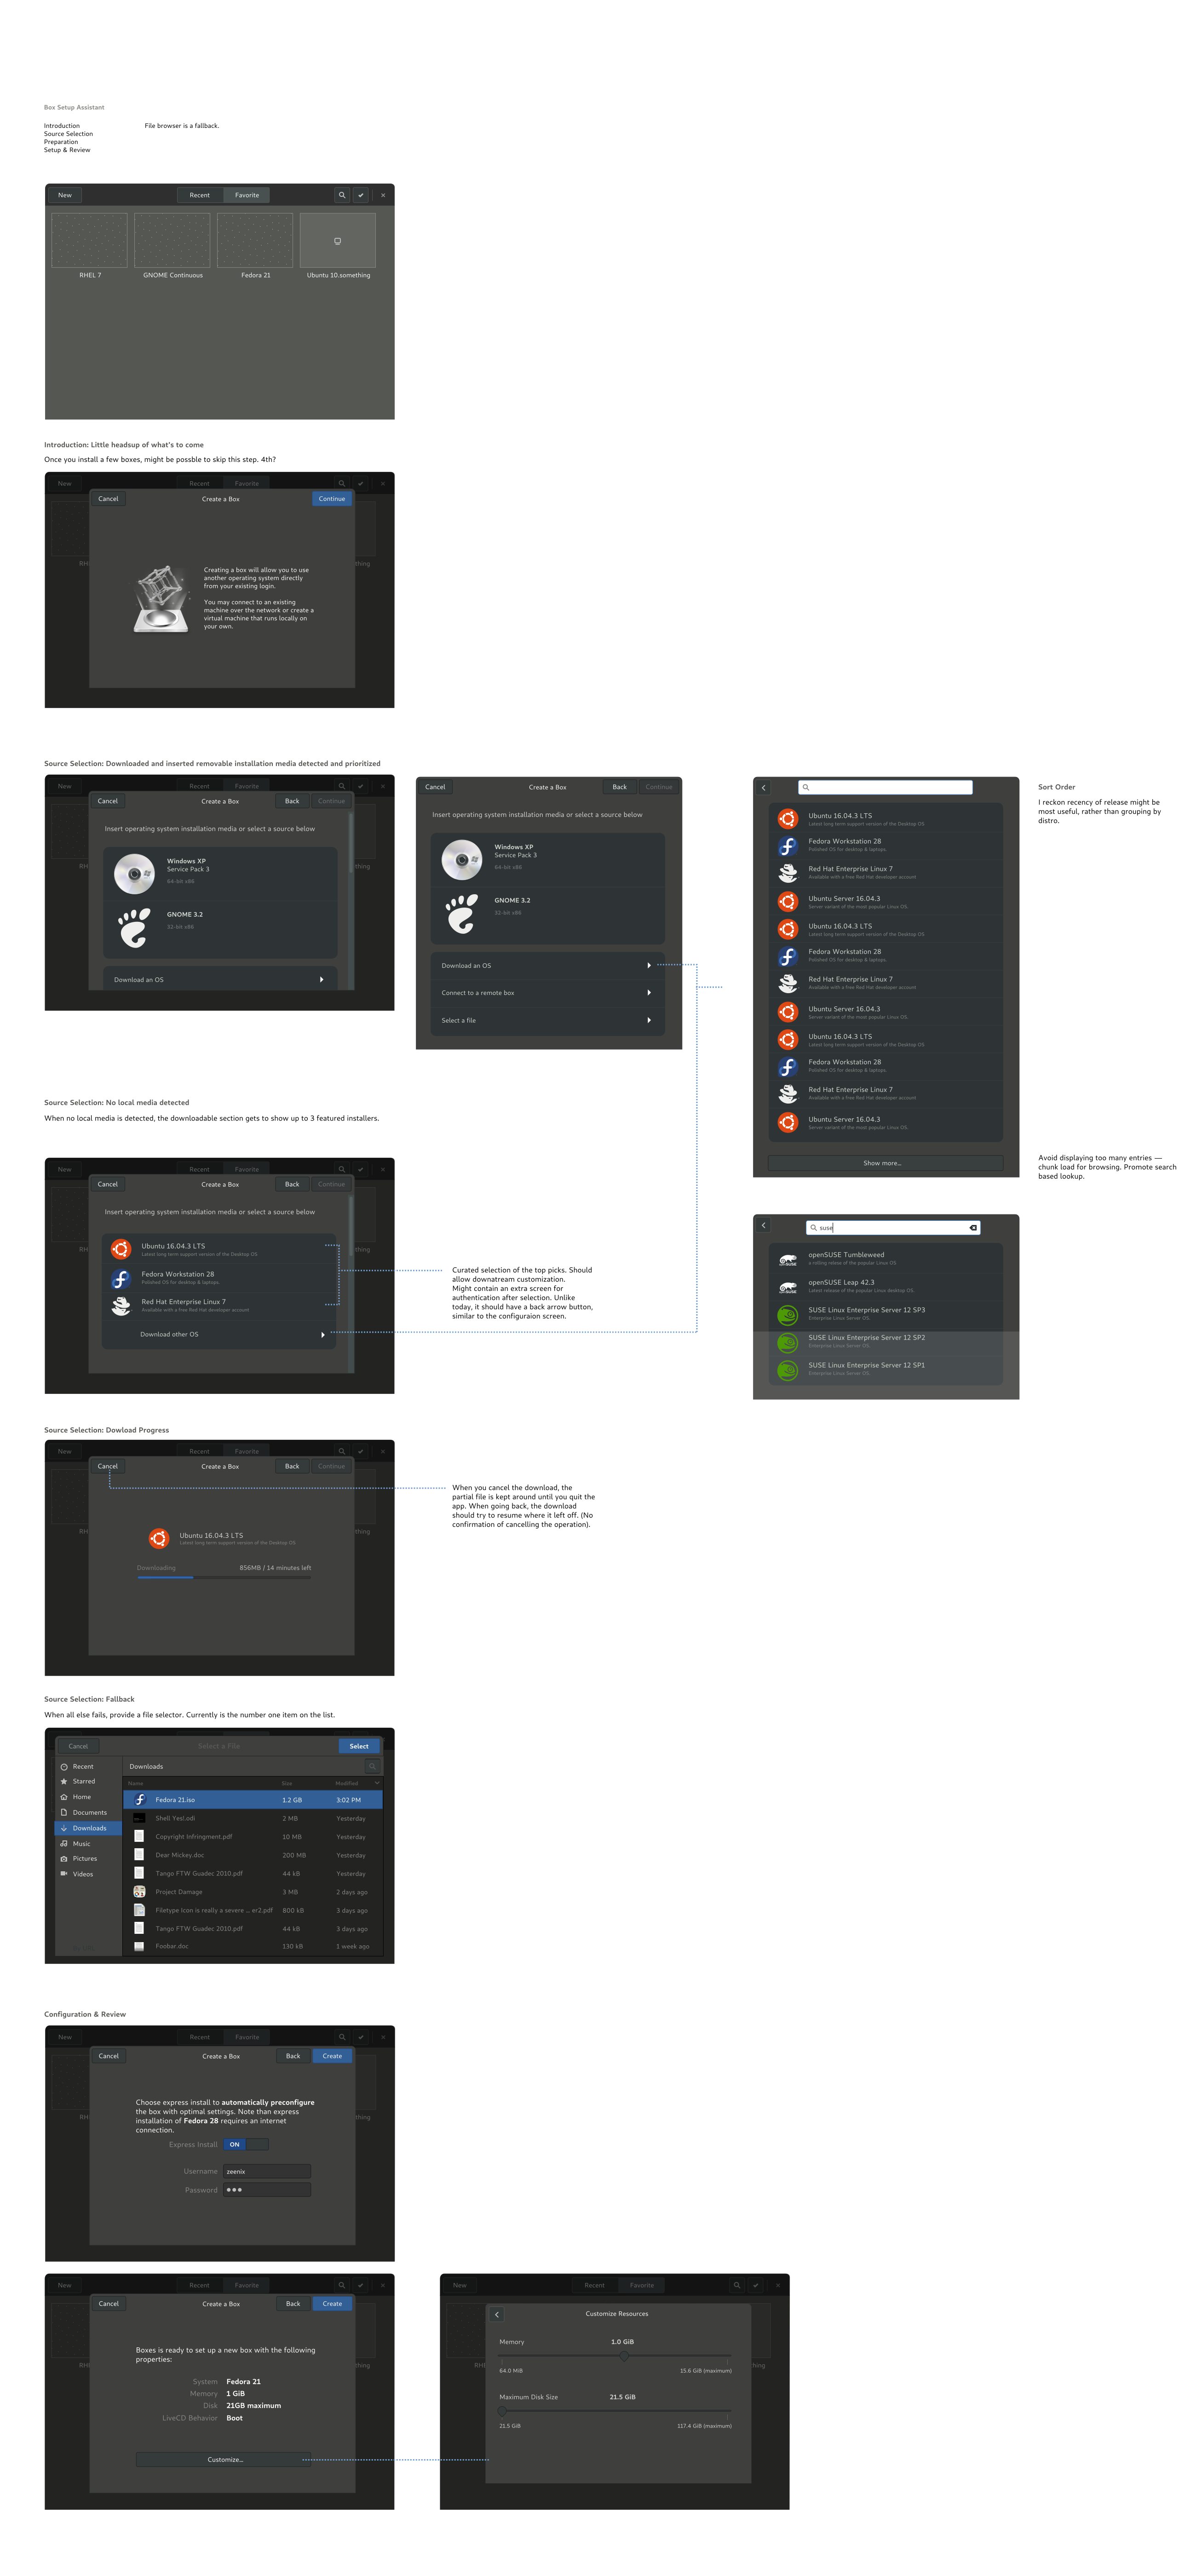 Box Setup Assistant
Introduction
Source Selection
Preparation
Setup & Review
File browser is a fallback.
New
Recent
Favorite
RHEL 7
GNOME Continuous
Fedora 21
Ubuntu 10.something
Introduction: Little headsup of what's to come
Once you install a few boxes, might be possble to skip this step. 4th?
New
Recent
Favorite
Cancel
Create a Box
Continue
RH
thing
Creating a box will allow you to use
another operating system directly
from your existing login.
You may connect to an existing
machine over the network or create a
virtual machine that runs locally on
your own.
Source Selection: Downloaded and inserted removable installation media detected and prioritized
New
Recent
Favorite
Cancel
Create a Box
Back
Continue
RH
thing
Insert operating system installation media or select a source below
Windows XP
Service Pack 3
64-bit x86
GNOME 3.2
32-bit x86
Download an OS
Cancel
Create a Box
Back
Continue
Insert operating system installation media or select a source below
Windows XP
Service Pack 3
64-bit x86
GNOME 3.2
32-bit x86
Download an OS
Connect to a remote box
Select a file
Ubuntu 16.04.3 LTS
Latest long term support version of the Desktop OS
Fedora Workstation 28
Polished OS for desktop & laptops.
Red Hat Enterprise Linux 7
Available with a free Red Hat developer account
Ubuntu Server 16.04.3
Server variant of the most popular Linux OS.
Ubuntu 16.04.3 LTS
Latest long term support version of the Desktop OS
Fedora Workstation 28
Polished OS for desktop & laptops.
Red Hat Enterprise Linux 7
Available with a free Red Hat developer account
Ubuntu Server 16.04.3
Server variant of the most popular Linux OS.
Ubuntu 16.04.3 LTS
Latest long term support version of the Desktop OS
Fedora Workstation 28
Polished OS for desktop & laptops.
Red Hat Enterprise Linux 7
Available with a free Red Hat developer account
Ubuntu Server 16.04.3
Server variant of the most popular Linux OS.
Show more...
Sort Order
I reckon recency of release might be
most useful, rather than grouping by
distro.
Avoid displaying too many entries —
chunk load for browsing. Promote search
based lookup.
Source Selection: No local media detected
When no local media is detected, the downloadable section gets to show up to 3 featured installers.
New
Recent
Favorite
Cancel
Create a Box
Back
Continue
RH
thing
Insert operating system installation media or select a source below
Ubuntu 16.04.3 LTS
Latest long term support version of the Desktop OS
Fedora Workstation 28
Polished OS for desktop & laptops.
Red Hat Enterprise Linux 7
Available with a free Red Hat developer account
Download other OS
Curated selection of the top picks. Should
allow downatream customization.
Might contain an extra screen for
authentication after selection. Unlike
today, it should have a back arrow button,
similar to the configuraion screen.
suse
openSUSE Tumbleweed
a rolling release of the popular Linux OS
openSUSE Leap 42.3
Latest release of the popular Linux desktop OS.
SUSE Linux Enterprise Server 12 SP3
Enterprise Linux Server OS.
SUSE Linux Enterprise Server 12 SP2
Enterprise Linux Server OS.
SUSE Linux Enterprise Server 12 SP1
Enterprise Linux Server OS.
Source Selection: Dowload Progress
New
Recent
Favorite
Cancel
Create a Box
Back
Continue
RH
thing
Ubuntu 16.04.3 LTS
Latest long term support version of the Desktop OS
Downloading
856MB / 14 minutes left
When you cancel the download, the
partial file is kept around until you quit the
app. When going back, the download
should try to resume where it left off. (No
confirmation of cancelling the operation).
Source Selection: Fallback
When all else fails, provide a file selector. Currently is the number one item on the list.
Cancel
Select a File
Select
Recent
Starred
Home
Documents
Downloads
Music
Pictures
Videos
Downloads
Name Size Modified
Fedora 21.iso 1.2 GB 3:02 PM
Shell Yes!.odi 2 MB Yesterday
Copyright Infringment.pdf 10 MB Yesterday
Dear Mickey.doc 200 MB Yesterday
Tango FTW Guadec 2010.pdf 44 kB Yesterday
Project Damage 3 MB 2 days ago
Filetype Icon is really a severe ... er2.pdf 800 kB 3 days ago
Tango FTW Guadec 2010.pdf 44 kB 3 days ago
Foobar.doc 130 kB 1 week ago
Configuration & Review
New
Recent
Favorite
Cancel
Create a Box
Back
Create
RH
thing
Choose express install to automatically preconfigure
the box with optimal settings. Note than express
installation of Fedora 28 requires an internet
connection.
Express Install ON
Username zeenix
Password
New
Recent
Favorite
Cancel
Create a Box
Back
Create
RH
thing
Boxes is ready to set up a new box with the following
properties:
System Fedora 21
Memory 1 GiB
Disk 21GB maximum
LiveCD Behavior Boot
Customize...
New
Recent
Favorite
Customize Resources
RH
hing
Memory 1.0 GiB
64.0 MiB 15.6 GiB (maximum)
Maximum Disk Size 21.5 GiB
21.5 GiB 117.4 GiB (maximum)